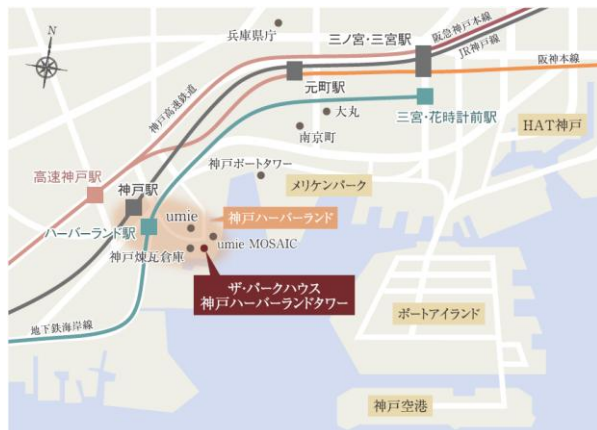 兵庫県庁
三ノ宮・三宮駅
阪急神戸本線
JR神戸線
N
阪神本線
元町駅
神戸高速鉄道
大丸
三宮・花時計前駅
南京町
HAT神戸
神戸ポートタワー
高速神戸駅
神戸駅
メリケンパーク
umie
神戸ハーバーランド
ハーバーランド駅
umie MOSAIC
神戸煉瓦倉庫
ザ・パークハウス
神戸ハーバーランドタワー
ポートアイランド
地下鉄海岸線
神戸空港